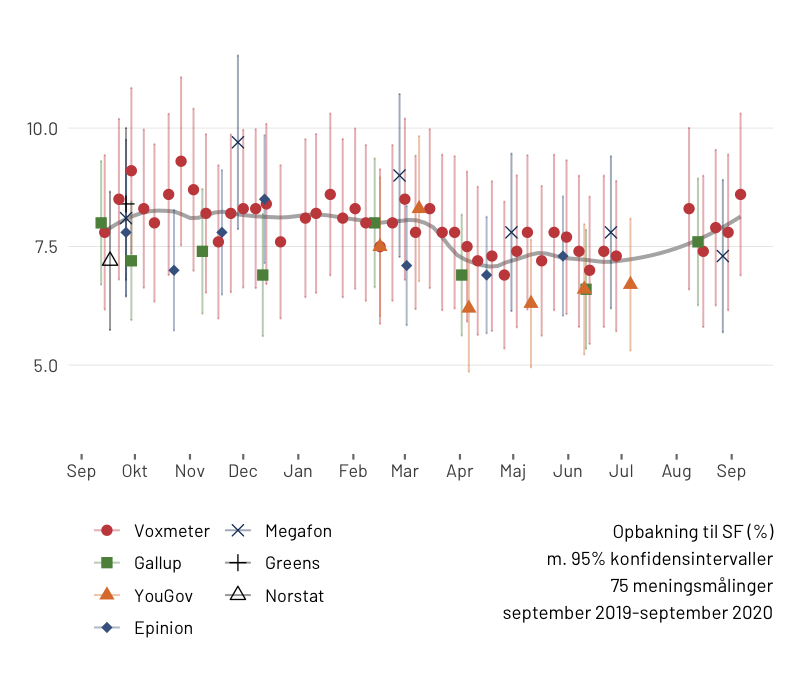 10.0
7.5
5.0
Sep Okt Nov Dec Jan Feb Mar Apr Maj Jun Jul Aug Sep
Voxmeter
Gallup
YouGov
Epinion
Megafon
Greens
Norstat
Opbakning til SF (%)
m. 95% konfidensintervaller
75 meningsmålinger
september 2019-september 2020